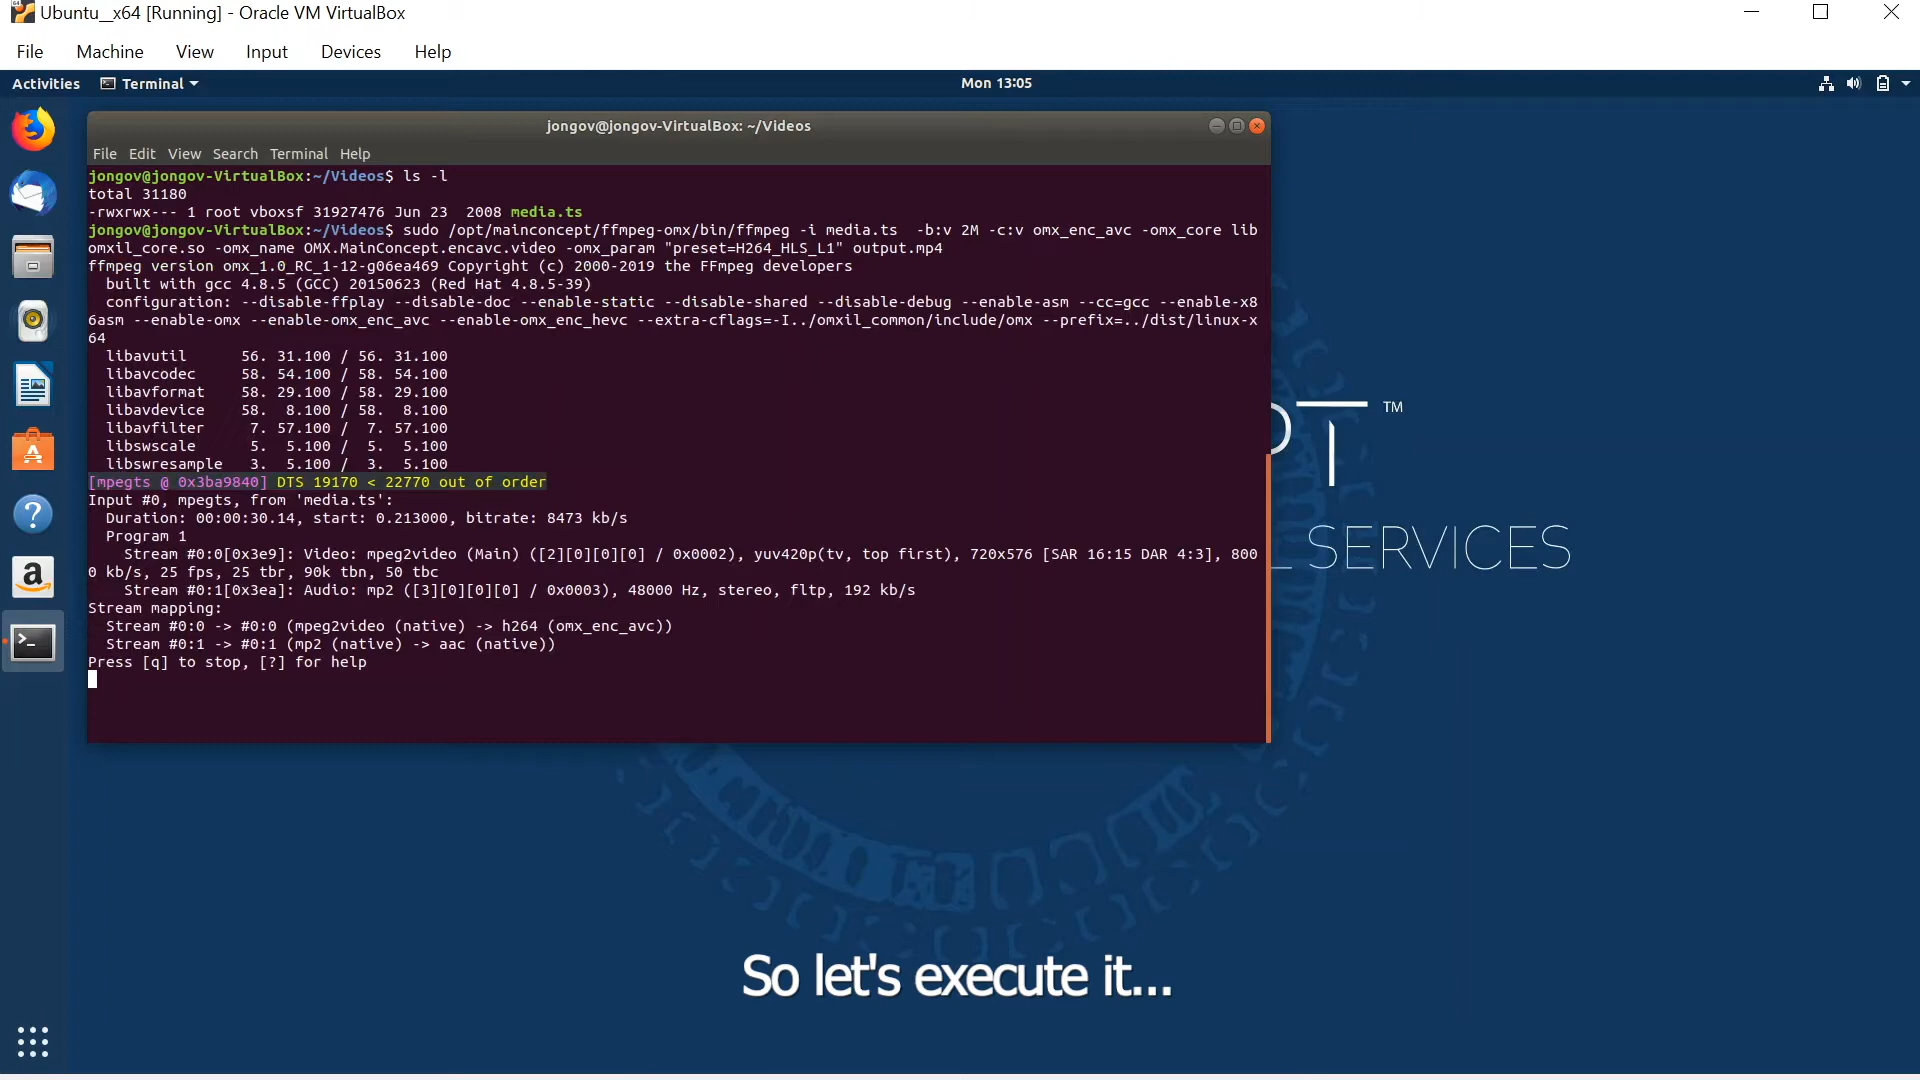 Ubuntu__x64 [Running] - Oracle VM VirtualBox
File Machine View Input Devices Help
Activities Terminal Mon 13:05
jongov@jongov-VirtualBox: ~/Videos
File Edit View Search Terminal Help
jongov@jongov-VirtualBox:~/Videos$ ls -l
total 31180
-rwxrwx--- 1 root vboxsf 31927476 Jun 23  2008 media.ts
jongov@jongov-VirtualBox:~/Videos$ sudo /opt/mainconcept/ffmpeg-omx/bin/ffmpeg -i media.ts  -b:v 2M -c:v omx_enc_avc -omx_core lib
omxil_core.so -omx_name OMX.MainConcept.encavc.video -omx_param "preset=H264_HLS_L1" output.mp4
ffmpeg version omx_1.0_RC_1-12-g06ea469 Copyright (c) 2000-2019 the FFmpeg developers
  built with gcc 4.8.5 (GCC) 20150623 (Red Hat 4.8.5-39)
  configuration: --disable-ffplay --disable-doc --enable-static --disable-shared --disable-debug --enable-asm --cc=gcc --enable-x8
6asm --enable-omx --enable-omx_enc_avc --enable-omx_enc_hevc --extra-cflags=-I../omxil_common/include/omx --prefix=../dist/linux-x
64
  libavutil      56. 31.100 / 56. 31.100
  libavcodec     58. 54.100 / 58. 54.100
  libavformat    58. 29.100 / 58. 29.100
  libavdevice    58.  8.100 / 58.  8.100
  libavfilter     7. 57.100 /  7. 57.100
  libswscale      5.  5.100 /  5.  5.100
  libswresample   3.  5.100 /  3.  5.100
[mpegts @ 0x3ba9840] DTS 19170 < 22770 out of order
Input #0, mpegts, from 'media.ts':
  Duration: 00:00:30.14, start: 0.213000, bitrate: 8473 kb/s
  Program 1
    Stream #0:0[0x3e9]: Video: mpeg2video (Main) ([2][0][0][0] / 0x0002), yuv420p(tv, top first), 720x576 [SAR 16:15 DAR 4:3], 800
0 kb/s, 25 fps, 25 tbr, 90k tbn, 50 tbc
    Stream #0:1[0x3ea]: Audio: mp2 ([3][0][0][0] / 0x0003), 48000 Hz, stereo, fltp, 192 kb/s
Stream mapping:
  Stream #0:0 -> #0:0 (mpeg2video (native) -> h264 (omx_enc_avc))
  Stream #0:1 -> #0:1 (mp2 (native) -> aac (native))
Press [q] to stop, [?] for help
PT TM
SERVICES
So let's execute it...